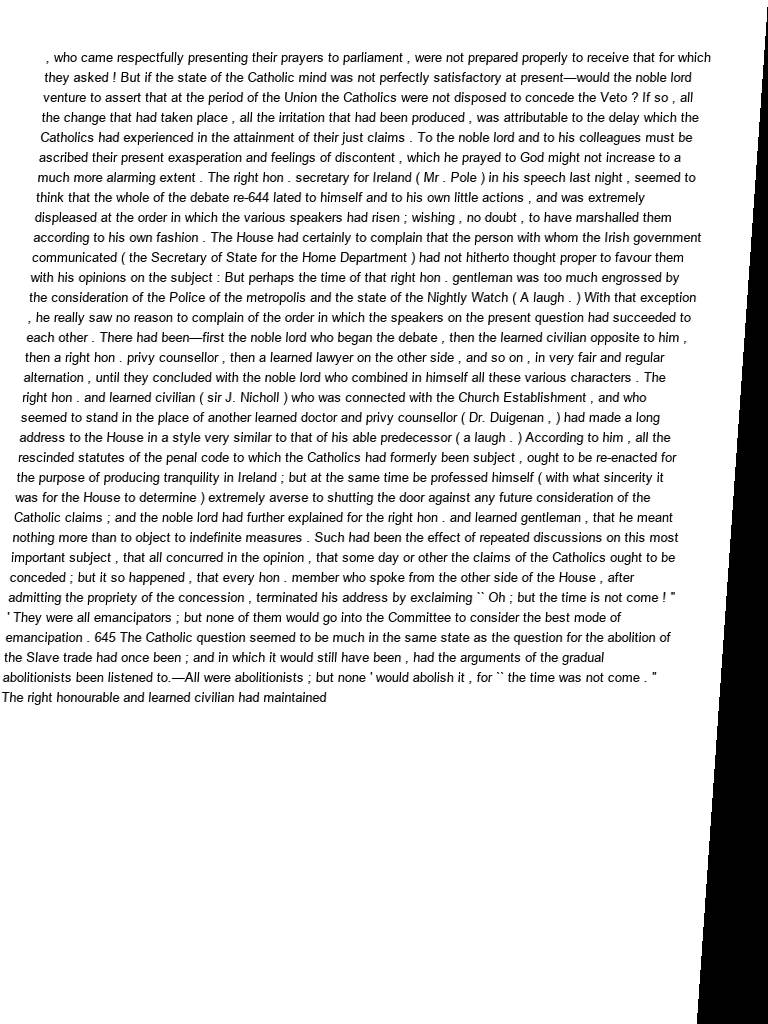 , who came respectfully presenting their prayers to parliament , were not prepared properly to receive that for which
they asked ! But if the state of the Catholic mind was not perfectly satisfactory at present—would the noble lord
venture to assert that at the period of the Union the Catholics were not disposed to concede the Veto ? If so , all
the change that had taken place , all the irritation that had been produced , was attributable to the delay which the
Catholics had experienced in the attainment of their just claims . To the noble lord and to his colleagues must be
ascribed their present exasperation and feelings of discontent , which he prayed to God might not increase to a
much more alarming extent . The right hon . secretary for Ireland ( Mr . Pole ) in his speech last night , seemed to
think that the whole of the debate re-644 lated to himself and to his own little actions , and was extremely
displeased at the order in which the various speakers had risen ; wishing , no doubt , to have marshalled them
according to his own fashion . The House had certainly to complain that the person with whom the Irish government
communicated ( the Secretary of State for the Home Department ) had not hitherto thought proper to favour them
with his opinions on the subject : But perhaps the time of that right hon . gentleman was too much engrossed by
the consideration of the Police of the metropolis and the state of the Nightly Watch ( A laugh . ) With that exception
, he really saw no reason to complain of the order in which the speakers on the present question had succeeded to
each other . There had been—first the noble lord who began the debate , then the learned civilian opposite to him ,
then a right hon . privy counsellor , then a learned lawyer on the other side , and so on , in very fair and regular
alternation , until they concluded with the noble lord who combined in himself all these various characters . The
right hon . and learned civilian ( sir J. Nicholl ) who was connected with the Church Establishment , and who
seemed to stand in the place of another learned doctor and privy counsellor ( Dr. Duigenan , ) had made a long
address to the House in a style very similar to that of his able predecessor ( a laugh . ) According to him , all the
rescinded statutes of the penal code to which the Catholics had formerly been subject , ought to be re-enacted for
the purpose of producing tranquility in Ireland ; but at the same time be professed himself ( with what sincerity it
was for the House to determine ) extremely averse to shutting the door against any future consideration of the
Catholic claims ; and the noble lord had further explained for the right hon . and learned gentleman , that he meant
nothing more than to object to indefinite measures . Such had been the effect of repeated discussions on this most
important subject , that all concurred in the opinion , that some day or other the claims of the Catholics ought to be
conceded ; but it so happened , that every hon . member who spoke from the other side of the House , after
admitting the propriety of the concession , terminated his address by exclaiming `` Oh ; but the time is not come ! "
' They were all emancipators ; but none of them would go into the Committee to consider the best mode of
emancipation . 645 The Catholic question seemed to be much in the same state as the question for the abolition of
the Slave trade had once been ; and in which it would still have been , had the arguments of the gradual
abolitionists been listened to.—All were abolitionists ; but none ' would abolish it , for `` the time was not come . "
The right honourable and learned civilian had maintained